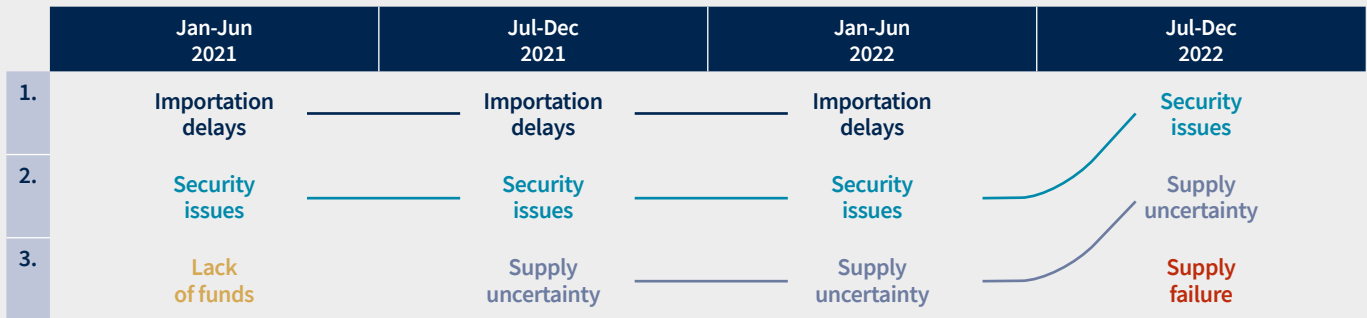 Jan-Jun
2021
Jul-Dec
2021
Jan-Jun
2022
Jul-Dec
2022
1.
Importation
delays
Importation
delays
Importation
delays
Security
issues
2.
Security
issues
Security
issues
Security
issues
Supply
uncertainty
3.
Lack
of funds
Supply
uncertainty
Supply
uncertainty
Supply
failure